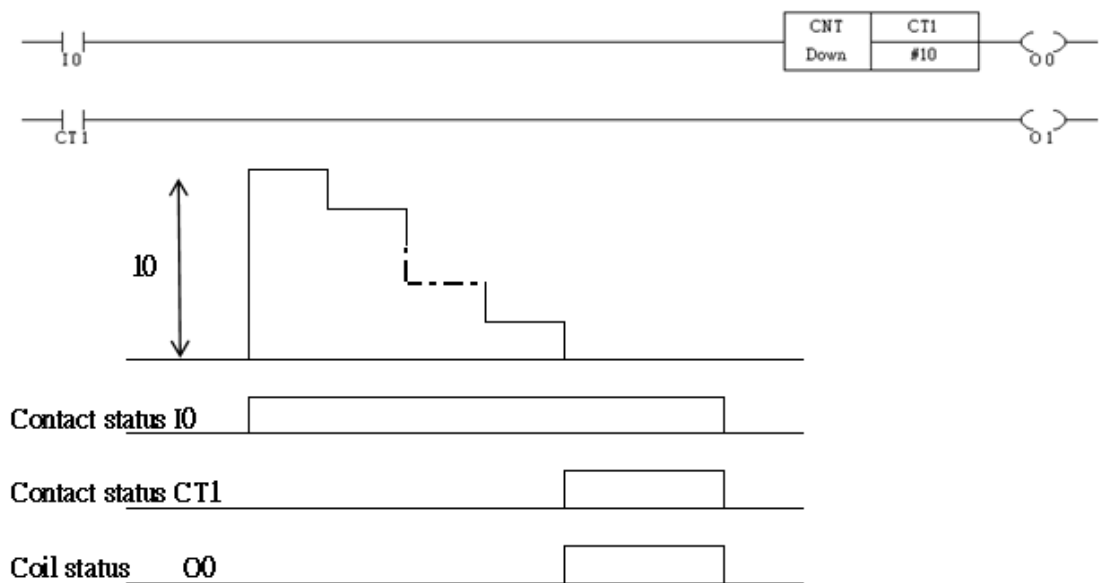 CNT CT1
Down #10
I0 O0
CT1 O1
10
Contact status I0
Contact status CT1
Coil status O0